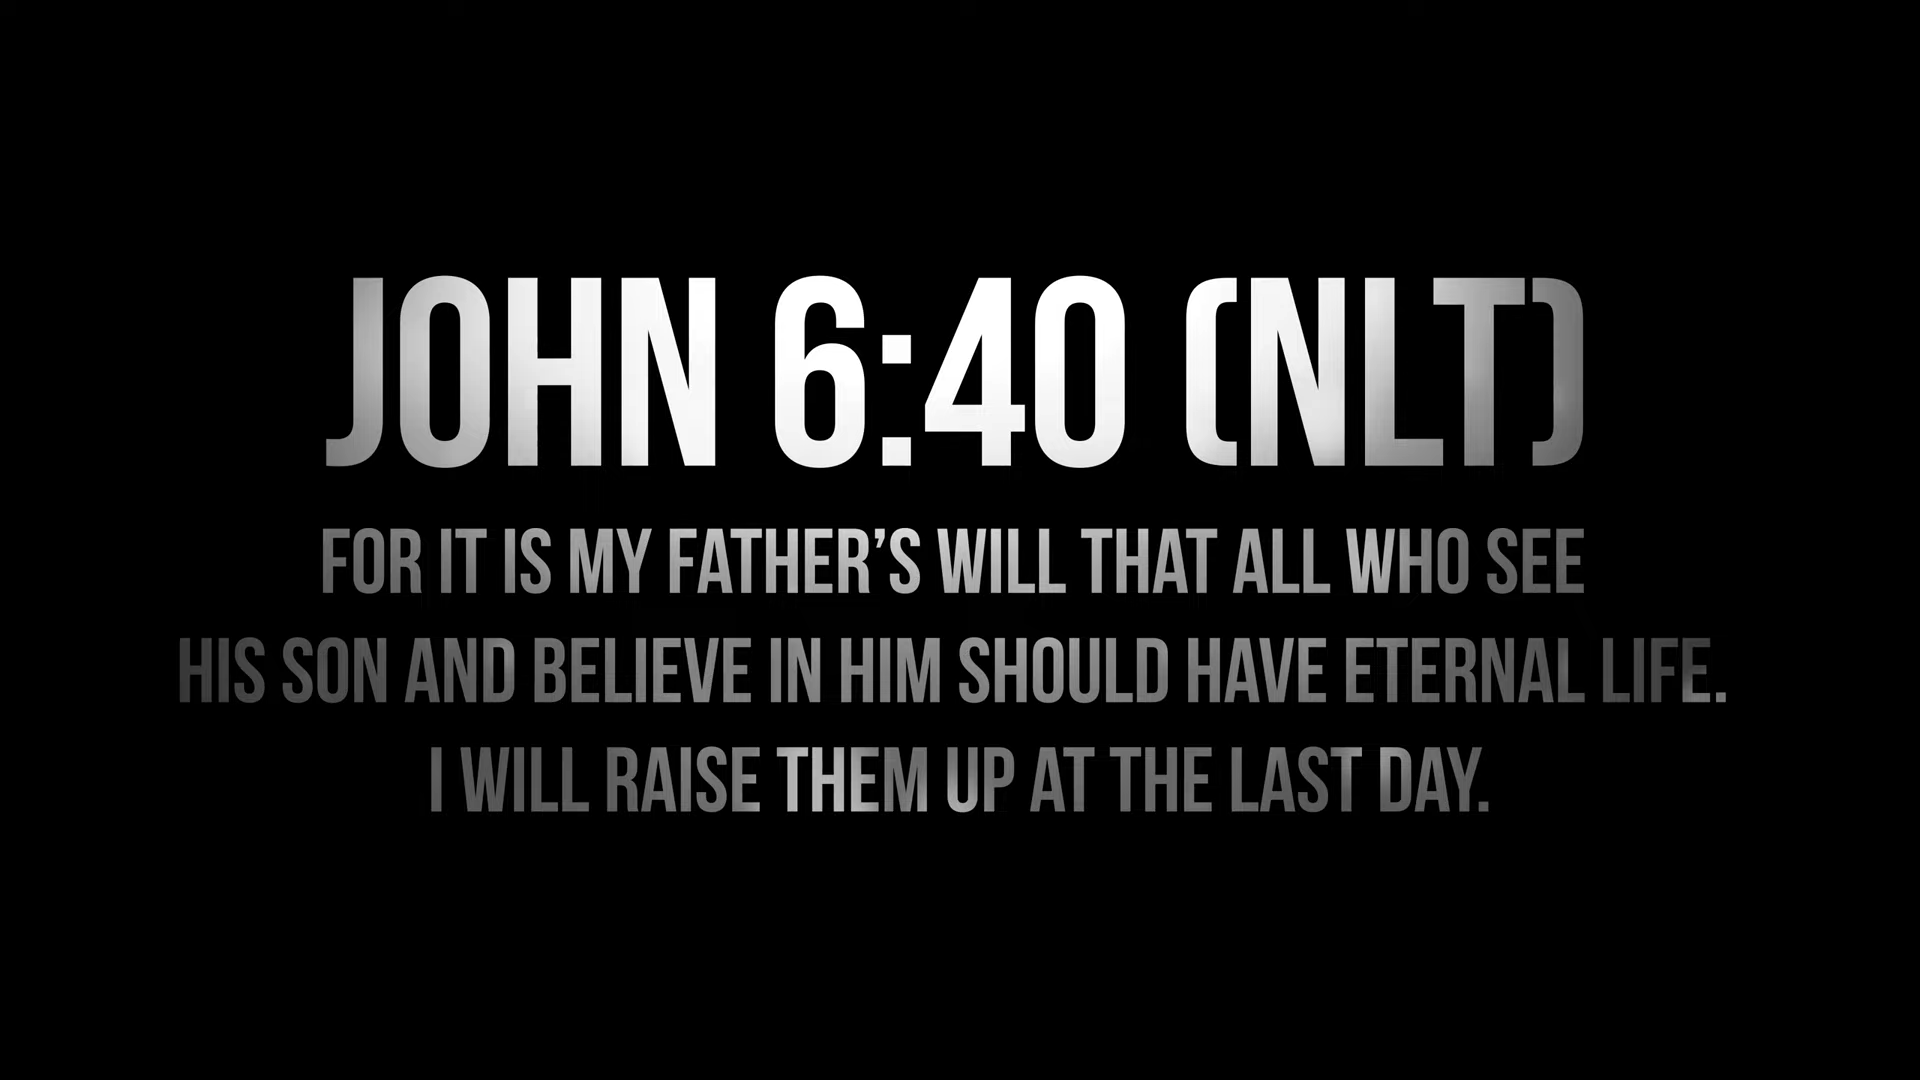 JOHN 6:40 (NLT)
FOR IT IS MY FATHER’S WILL THAT ALL WHO SEE
HIS SON AND BELIEVE IN HIM SHOULD HAVE ETERNAL LIFE.
I WILL RAISE THEM UP AT THE LAST DAY.